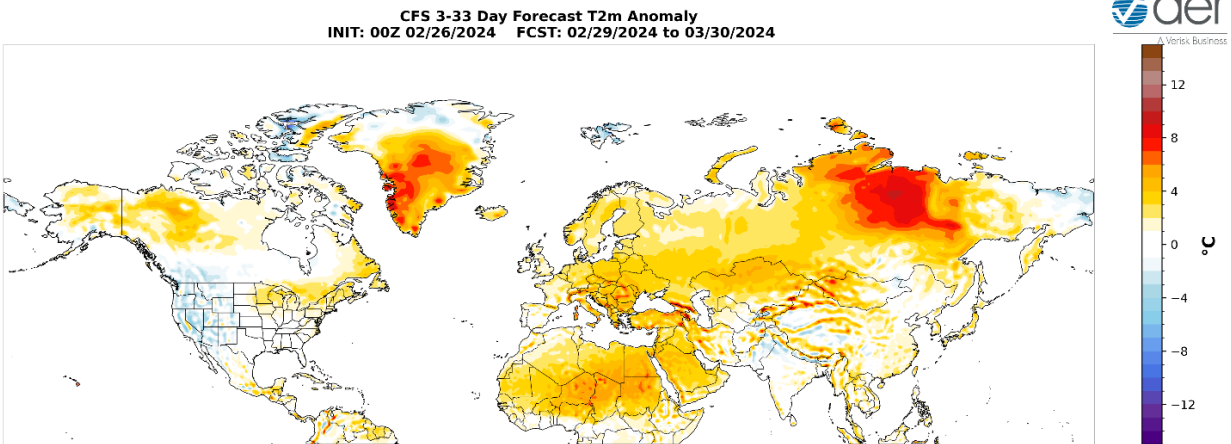 CFS 3-33 Day Forecast T2m Anomaly
INIT: 00Z 02/26/2024 FCST: 02/29/2024 to 03/30/2024
aer
A Verisk Business
12
8
4
0
−4
−8
−12
°C